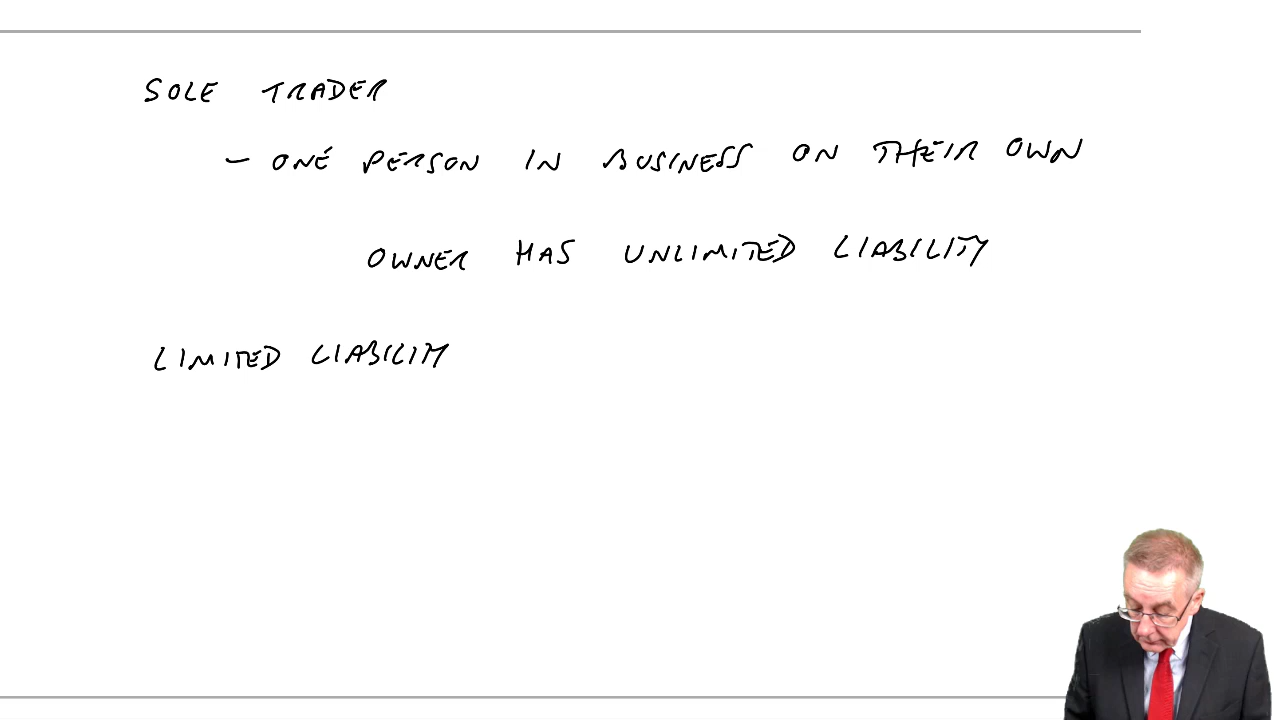 SOLE TRADER
- ONE PERSON IN BUSINESS ON THEIR OWN
OWNER HAS UNLIMITED LIABILITY
LIMITED LIABILITY